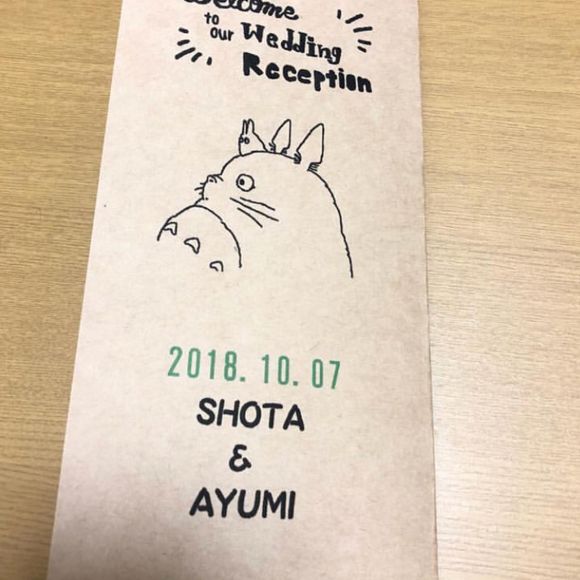 Welcome
to
our Wedding
Reception
2018.10.07
SHOTA
&
AYUMI